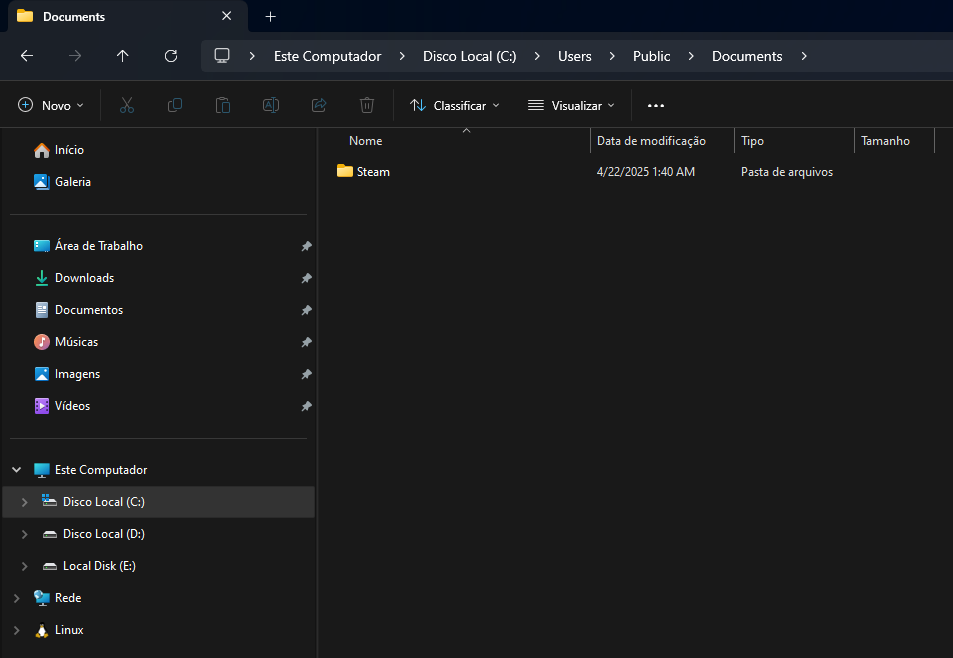 Documents
Este Computador > Disco Local (C:) > Users > Public > Documents >
Novo Classificar Visualizar
Nome Data de modificação Tipo Tamanho
Steam 4/22/2025 1:40 AM Pasta de arquivos
Início
Galeria
Área de Trabalho
Downloads
Documentos
Músicas
Imagens
Vídeos
Este Computador
Disco Local (C:)
Disco Local (D:)
Local Disk (E:)
Rede
Linux